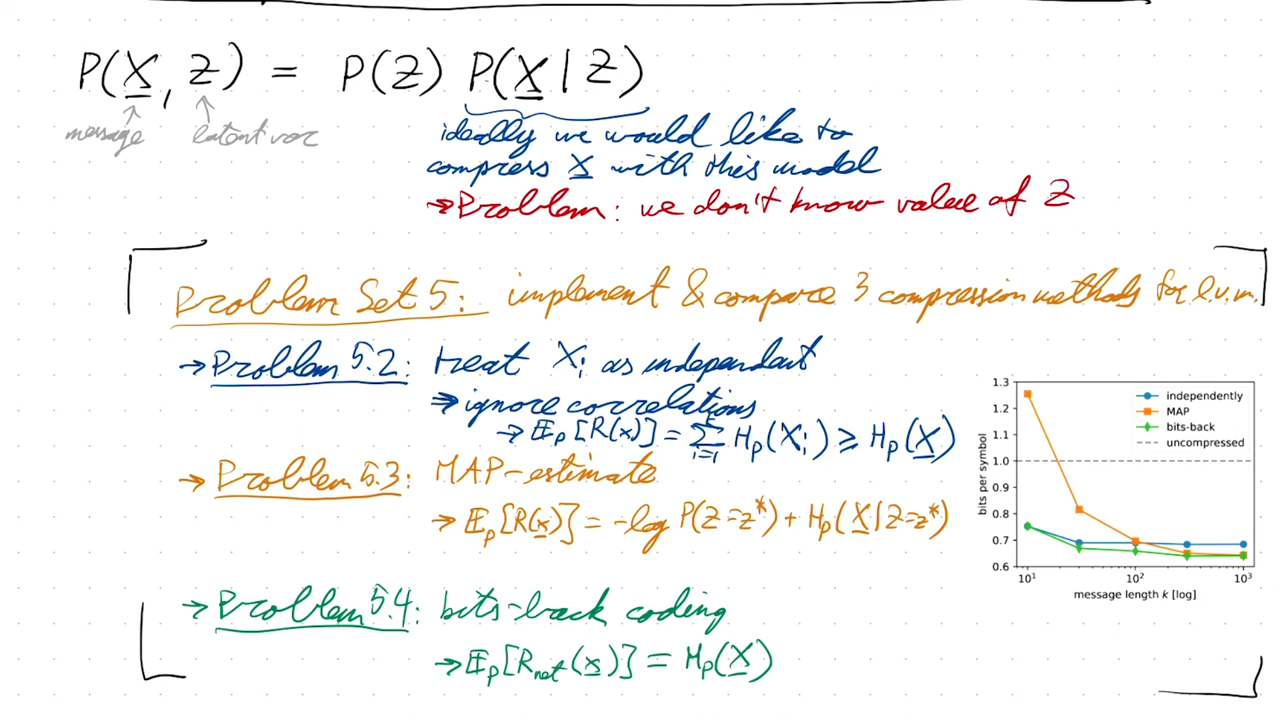 P(X, Z) = P(Z) P(X | Z)
message latent var
ideally we would like to
compress X with this model
→ Problem: we don't know value of Z
Problem Set 5: implement & compare 3 compression methods for l.v.m.
→ Problem 5.2: treat Xᵢ as independent
⇒ ignore correlations
→ 𝔼ₚ[R(x)] = Σᵢ₌₁ᵏ Hₚ(Xᵢ) ⩾ Hₚ(X)
→ Problem 5.3: MAP-estimate
→ 𝔼ₚ[R(x)] = -log P(Z=z*) + Hₚ(X | Z=z*)
→ Problem 5.4: bits-back coding
→ 𝔼ₚ[R_net(x)] = Hₚ(X)
1.3
1.2
1.1
1.0
0.9
0.8
0.7
0.6
bits per symbol
independently
MAP
bits-back
uncompressed
10¹ 10² 10³
message length k [log]